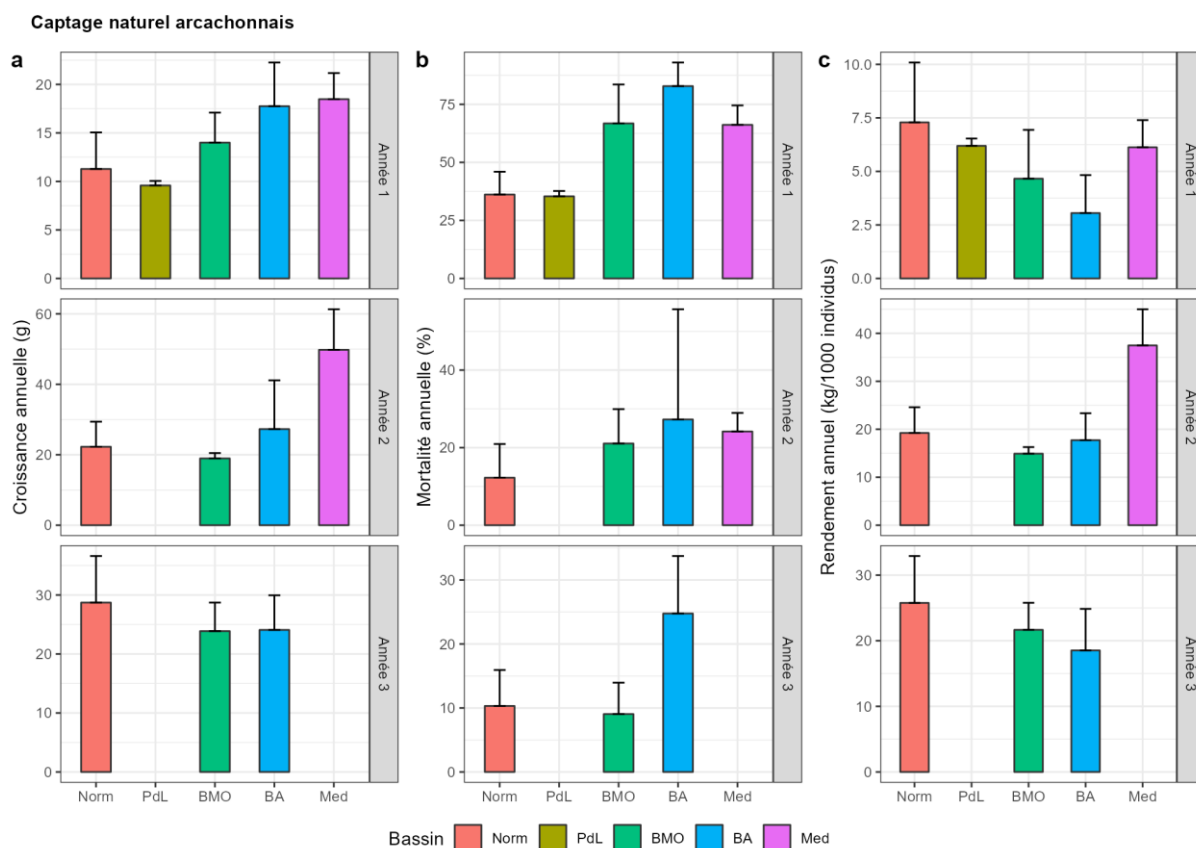 Captage naturel arcachonnais
a
Croissance annuelle (g)
20
15
10
5
0
Année 1
60
40
20
0
Année 2
30
20
10
0
Année 3
Norm PdL BMO BA Med
b
Mortalité annuelle (%)
75
50
25
0
Année 1
40
20
0
Année 2
30
20
10
0
Année 3
Norm PdL BMO BA Med
c
Rendement annuel (kg/1000 individus)
10.0
7.5
5.0
2.5
0.0
Année 1
40
30
20
10
0
Année 2
30
20
10
0
Année 3
Norm PdL BMO BA Med
Bassin Norm PdL BMO BA Med